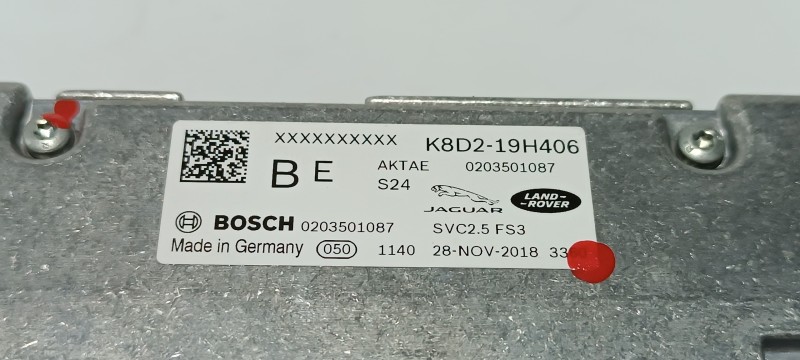 XXXXXXXXXX K8D2-19H406
B E AKTAE 0203501087
S24 JAGUAR LAND-ROVER
BOSCH 0203501087 SVC2.5 FS3
Made in Germany 050 1140 28-NOV-2018